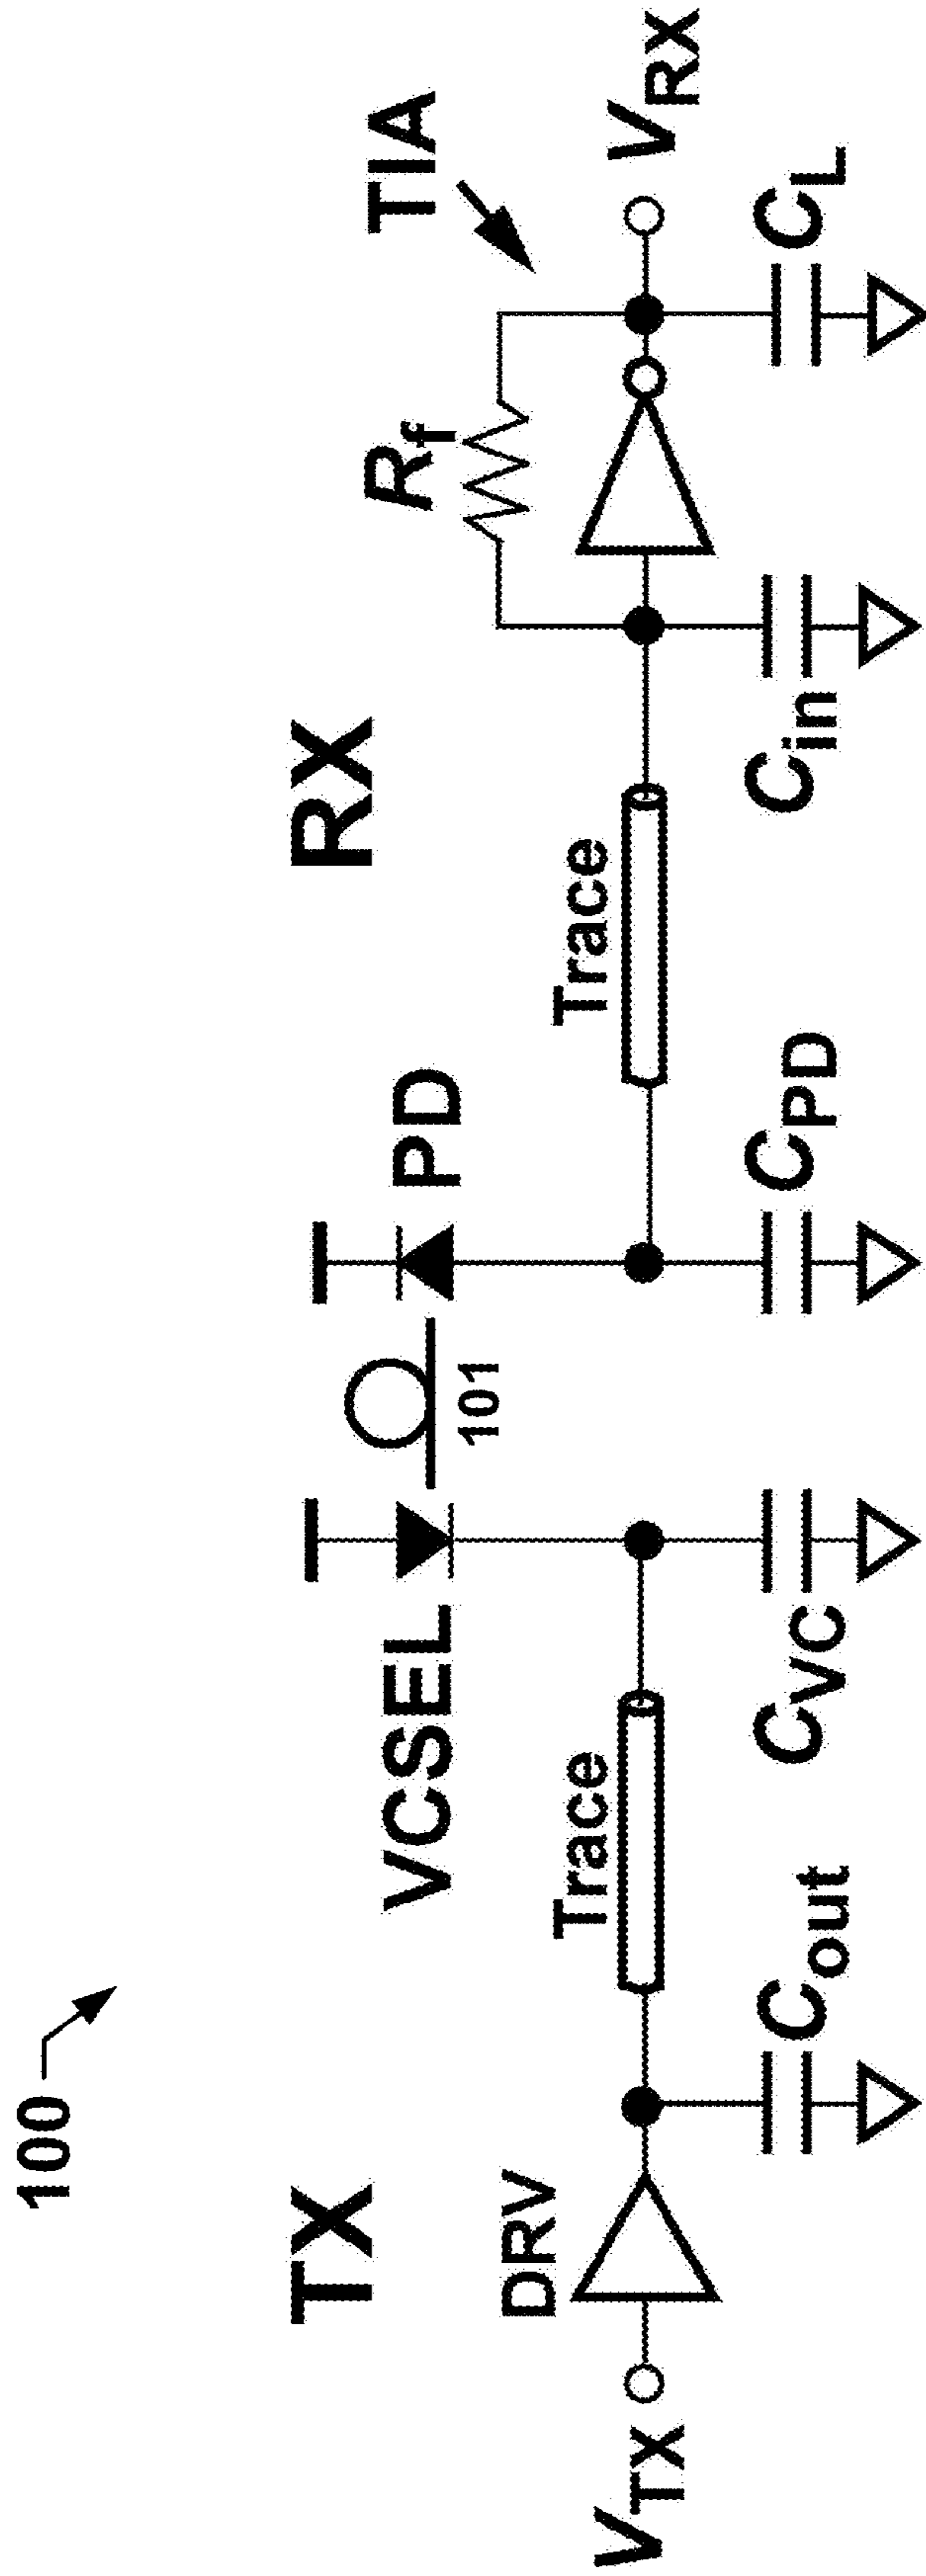 100
TX
RX
VCSEL
PD
TIA
101
R_f
DRV
Trace
Trace
V_TX
V_RX
C_out
C_VC
C_PD
C_in
C_L